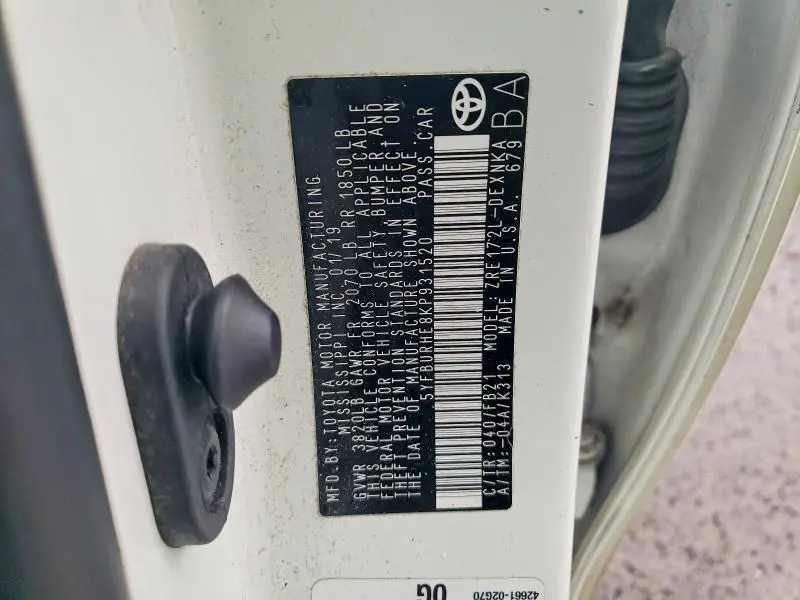 MFD. BY: TOYOTA MOTOR MANUFACTURING
MISSISSIPPI INC. 01/19
GVWR 3820LB GAWR FR 2070 LB RR 1850LB
THIS VEHICLE CONFORMS TO ALL APPLICABLE
FEDERAL MOTOR VEHICLE SAFETY, BUMPER, AND
THEFT PREVENTION STANDARDS IN EFFECT ON
THE DATE OF MANUFACTURE SHOWN ABOVE.
5YFBURHE8KP931520 PASS. CAR
C/TR: 040/FB21 MODEL: ZRE172L-DEXNKA
A/TM: -04A/K313 MADE IN U.S.A. 679
BA
0G
42661-02G70